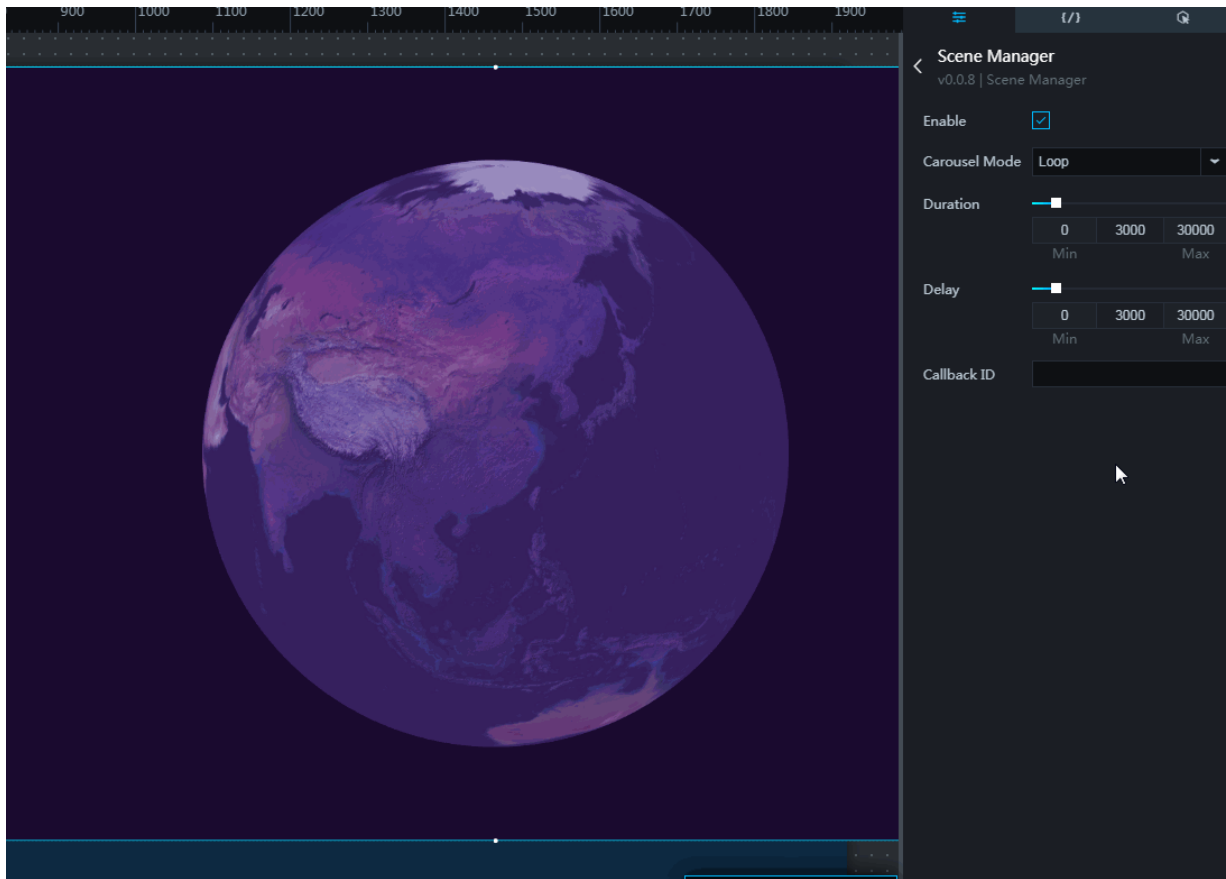 900 1000 1100 1200 1300 1400 1500 1600 1700 1800 1900
{/}
Scene Manager
v0.0.8 | Scene Manager
Enable
Carousel Mode Loop
Duration
0 3000 30000
Min Max
Delay
0 3000 30000
Min Max
Callback ID